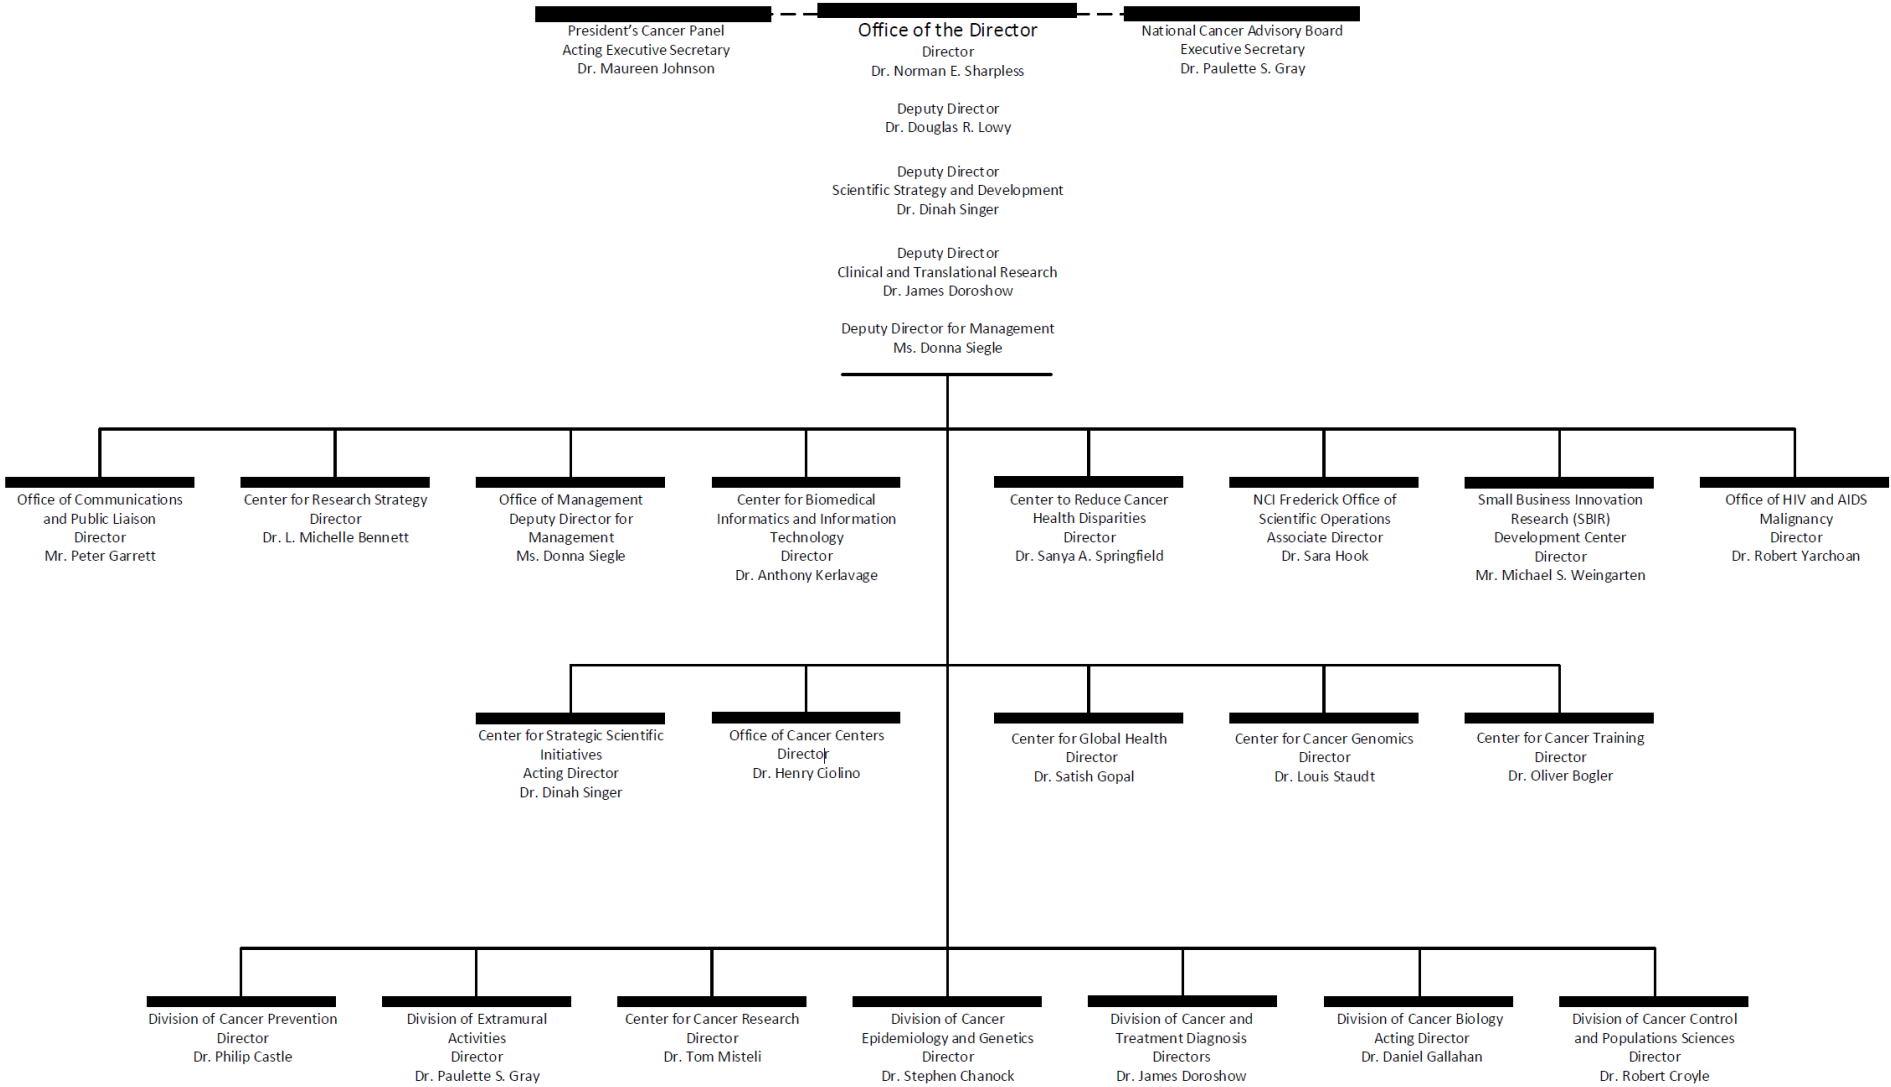 President's Cancer Panel
Acting Executive Secretary
Dr. Maureen Johnson
Office of the Director
Director
Dr. Norman E. Sharpless
Deputy Director
Dr. Douglas R. Lowy
Deputy Director
Scientific Strategy and Development
Dr. Dinah Singer
Deputy Director
Clinical and Translational Research
Dr. James Doroshow
Deputy Director for Management
Ms. Donna Siegle
National Cancer Advisory Board
Executive Secretary
Dr. Paulette S. Gray
Office of Communications
and Public Liaison
Director
Mr. Peter Garrett
Center for Research Strategy
Director
Dr. L. Michelle Bennett
Office of Management
Deputy Director for
Management
Ms. Donna Siegle
Center for Biomedical
Informatics and Information
Technology
Director
Dr. Anthony Kerlavage
Center to Reduce Cancer
Health Disparities
Director
Dr. Sanya A. Springfield
NCI Frederick Office of
Scientific Operations
Associate Director
Dr. Sara Hook
Small Business Innovation
Research (SBIR)
Development Center
Director
Mr. Michael S. Weingarten
Office of HIV and AIDS
Malignancy
Director
Dr. Robert Yarchoan
Center for Strategic Scientific
Initiatives
Acting Director
Dr. Dinah Singer
Office of Cancer Centers
Director
Dr. Henry Ciolino
Center for Global Health
Director
Dr. Satish Gopal
Center for Cancer Genomics
Director
Dr. Louis Staudt
Center for Cancer Training
Director
Dr. Oliver Bogler
Division of Cancer Prevention
Director
Dr. Philip Castle
Division of Extramural
Activities
Director
Dr. Paulette S. Gray
Center for Cancer Research
Director
Dr. Tom Misteli
Division of Cancer
Epidemiology and Genetics
Director
Dr. Stephen Chanock
Division of Cancer and
Treatment Diagnosis
Directors
Dr. James Doroshow
Division of Cancer Biology
Acting Director
Dr. Daniel Gallahan
Division of Cancer Control
and Populations Sciences
Director
Dr. Robert Croyle